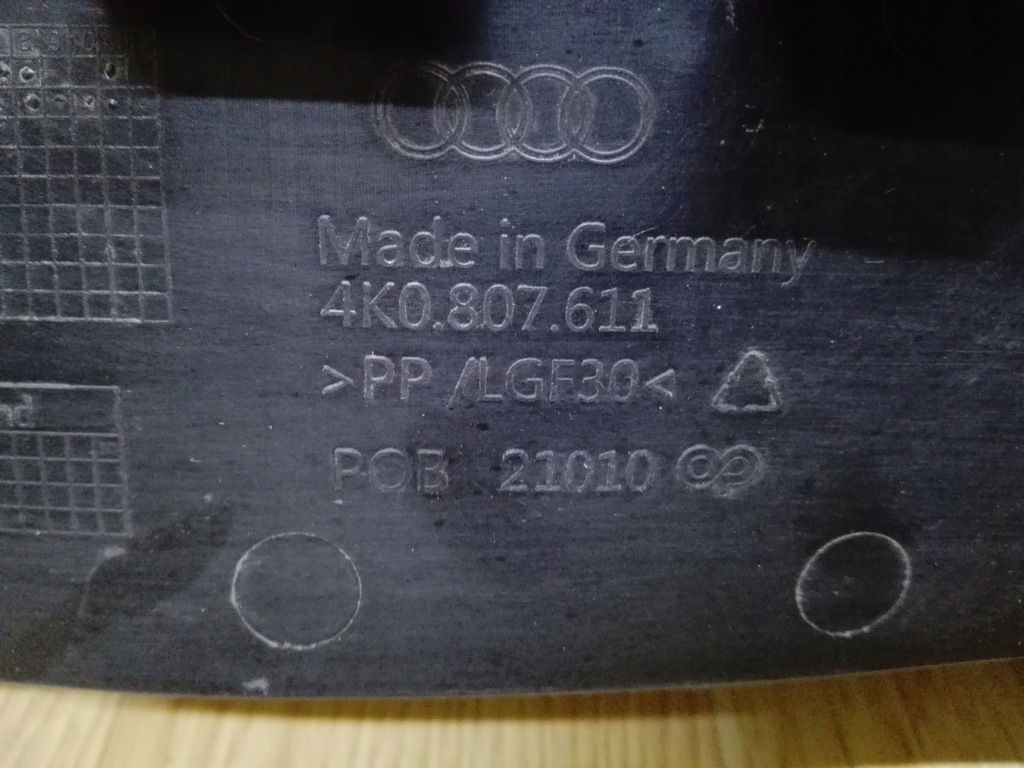 Made in Germany
4K0.807.611
>PP /LGF30<
POB 21010